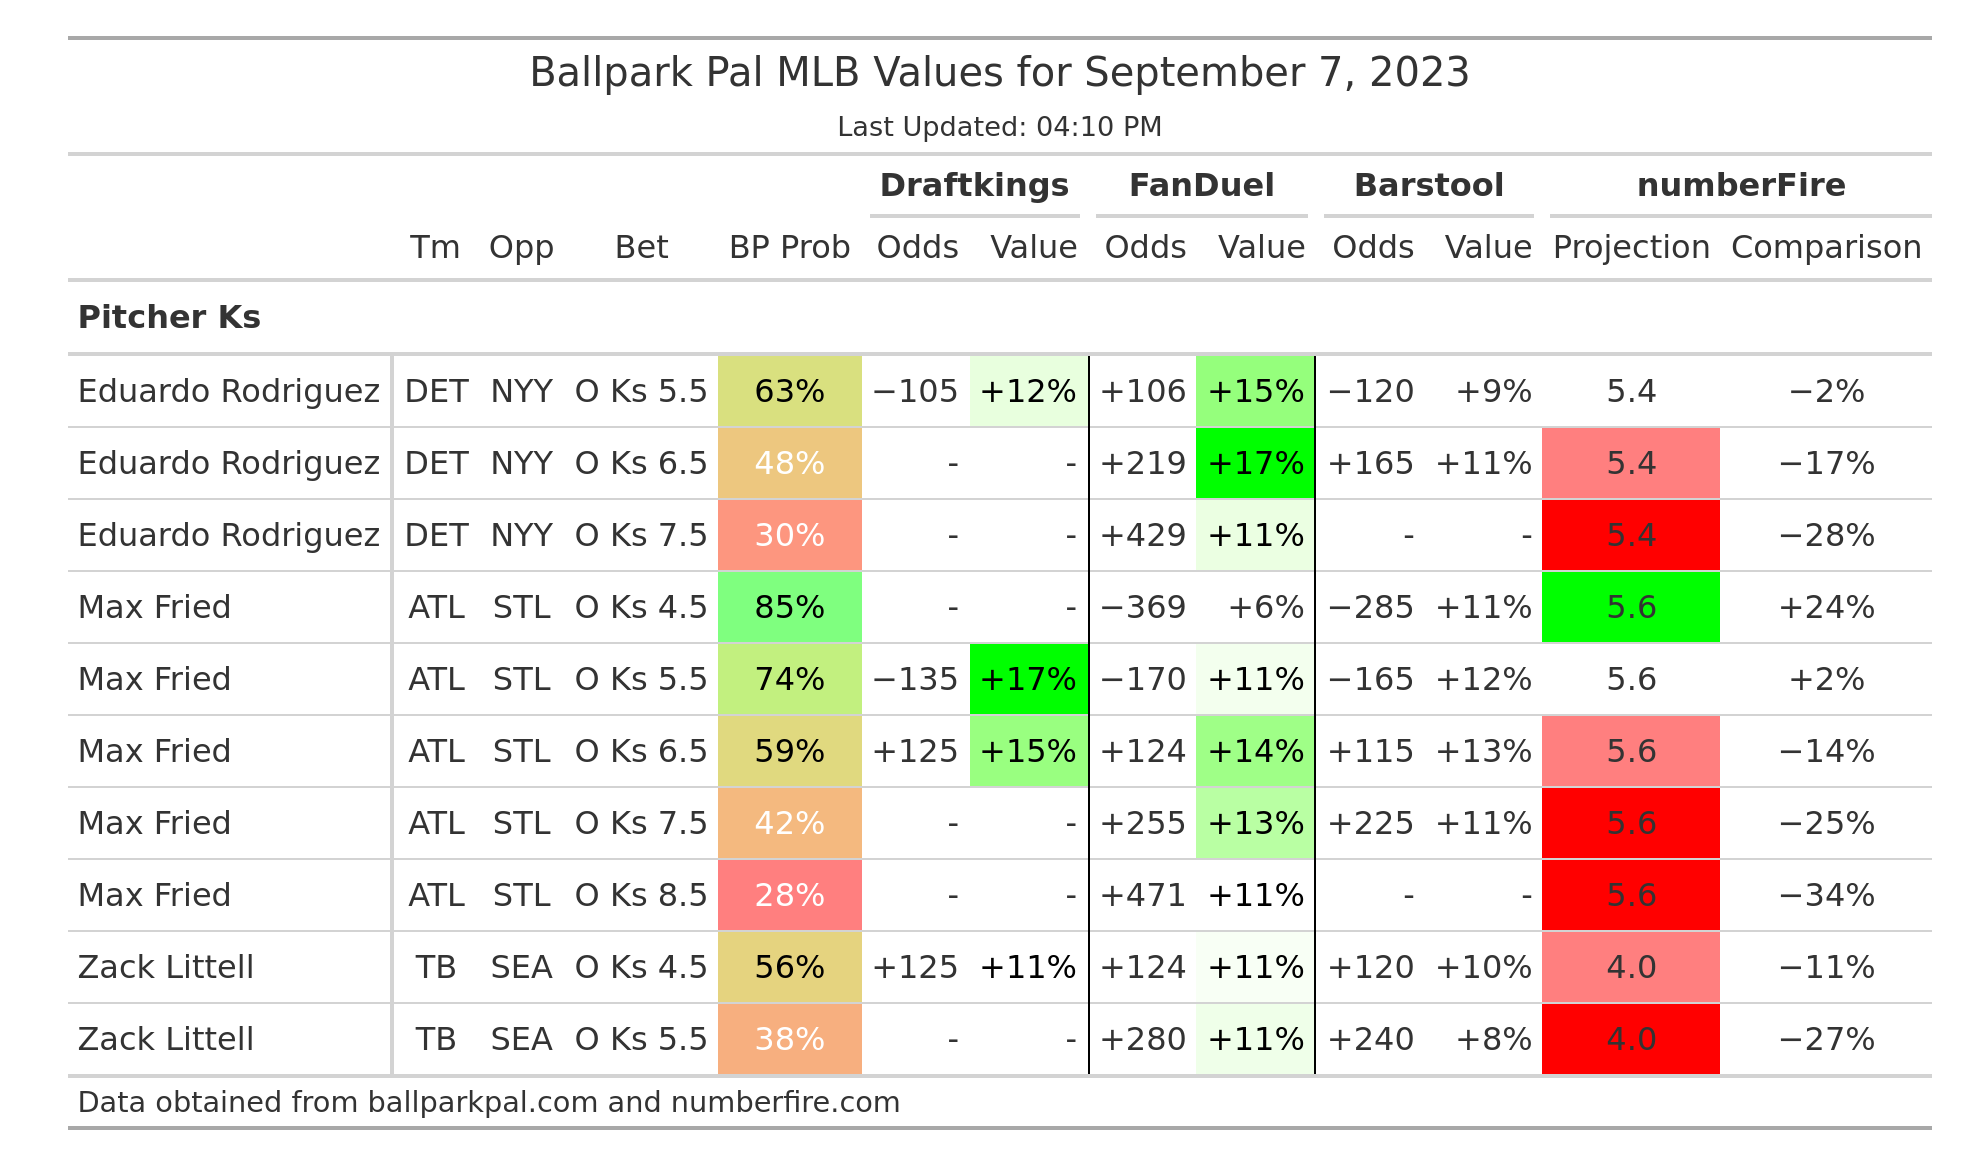 Ballpark Pal MLB Values for September 7, 2023
Last Updated: 04:10 PM
Draftkings FanDuel Barstool numberFire
Tm Opp Bet BP Prob Odds Value Odds Value Odds Value Projection Comparison
Pitcher Ks
Eduardo Rodriguez DET NYY O Ks 5.5 63% −105 +12% +106 +15% −120 +9% 5.4 −2%
Eduardo Rodriguez DET NYY O Ks 6.5 48% - - +219 +17% +165 +11% 5.4 −17%
Eduardo Rodriguez DET NYY O Ks 7.5 30% - - +429 +11% - - 5.4 −28%
Max Fried ATL STL O Ks 4.5 85% - - −369 +6% −285 +11% 5.6 +24%
Max Fried ATL STL O Ks 5.5 74% −135 +17% −170 +11% −165 +12% 5.6 +2%
Max Fried ATL STL O Ks 6.5 59% +125 +15% +124 +14% +115 +13% 5.6 −14%
Max Fried ATL STL O Ks 7.5 42% - - +255 +13% +225 +11% 5.6 −25%
Max Fried ATL STL O Ks 8.5 28% - - +471 +11% - - 5.6 −34%
Zack Littell TB SEA O Ks 4.5 56% +125 +11% +124 +11% +120 +10% 4.0 −11%
Zack Littell TB SEA O Ks 5.5 38% - - +280 +11% +240 +8% 4.0 −27%
Data obtained from ballparkpal.com and numberfire.com